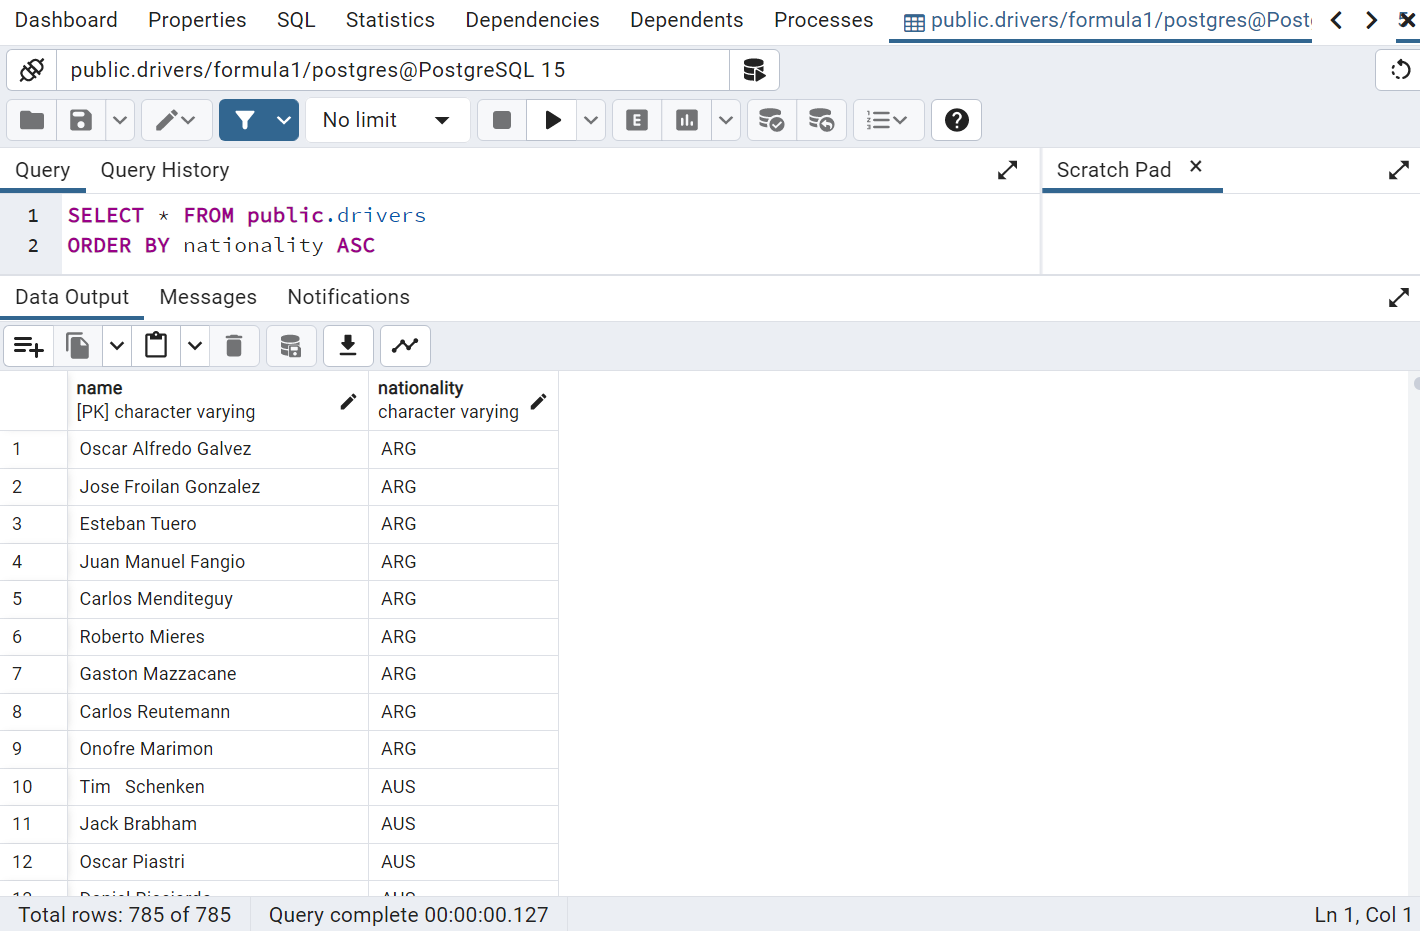 Dashboard Properties SQL Statistics Dependencies Dependents Processes public.drivers/formula1/postgres@Post
public.drivers/formula1/postgres@PostgreSQL 15
No limit E
Query Query History Scratch Pad
1 SELECT * FROM public.drivers
2 ORDER BY nationality ASC
Data Output Messages Notifications
name nationality
[PK] character varying character varying
1 Oscar Alfredo Galvez ARG
2 Jose Froilan Gonzalez ARG
3 Esteban Tuero ARG
4 Juan Manuel Fangio ARG
5 Carlos Menditeguy ARG
6 Roberto Mieres ARG
7 Gaston Mazzacane ARG
8 Carlos Reutemann ARG
9 Onofre Marimon ARG
10 Tim   Schenken AUS
11 Jack Brabham AUS
12 Oscar Piastri AUS
Total rows: 785 of 785 Query complete 00:00:00.127 Ln 1, Col 1